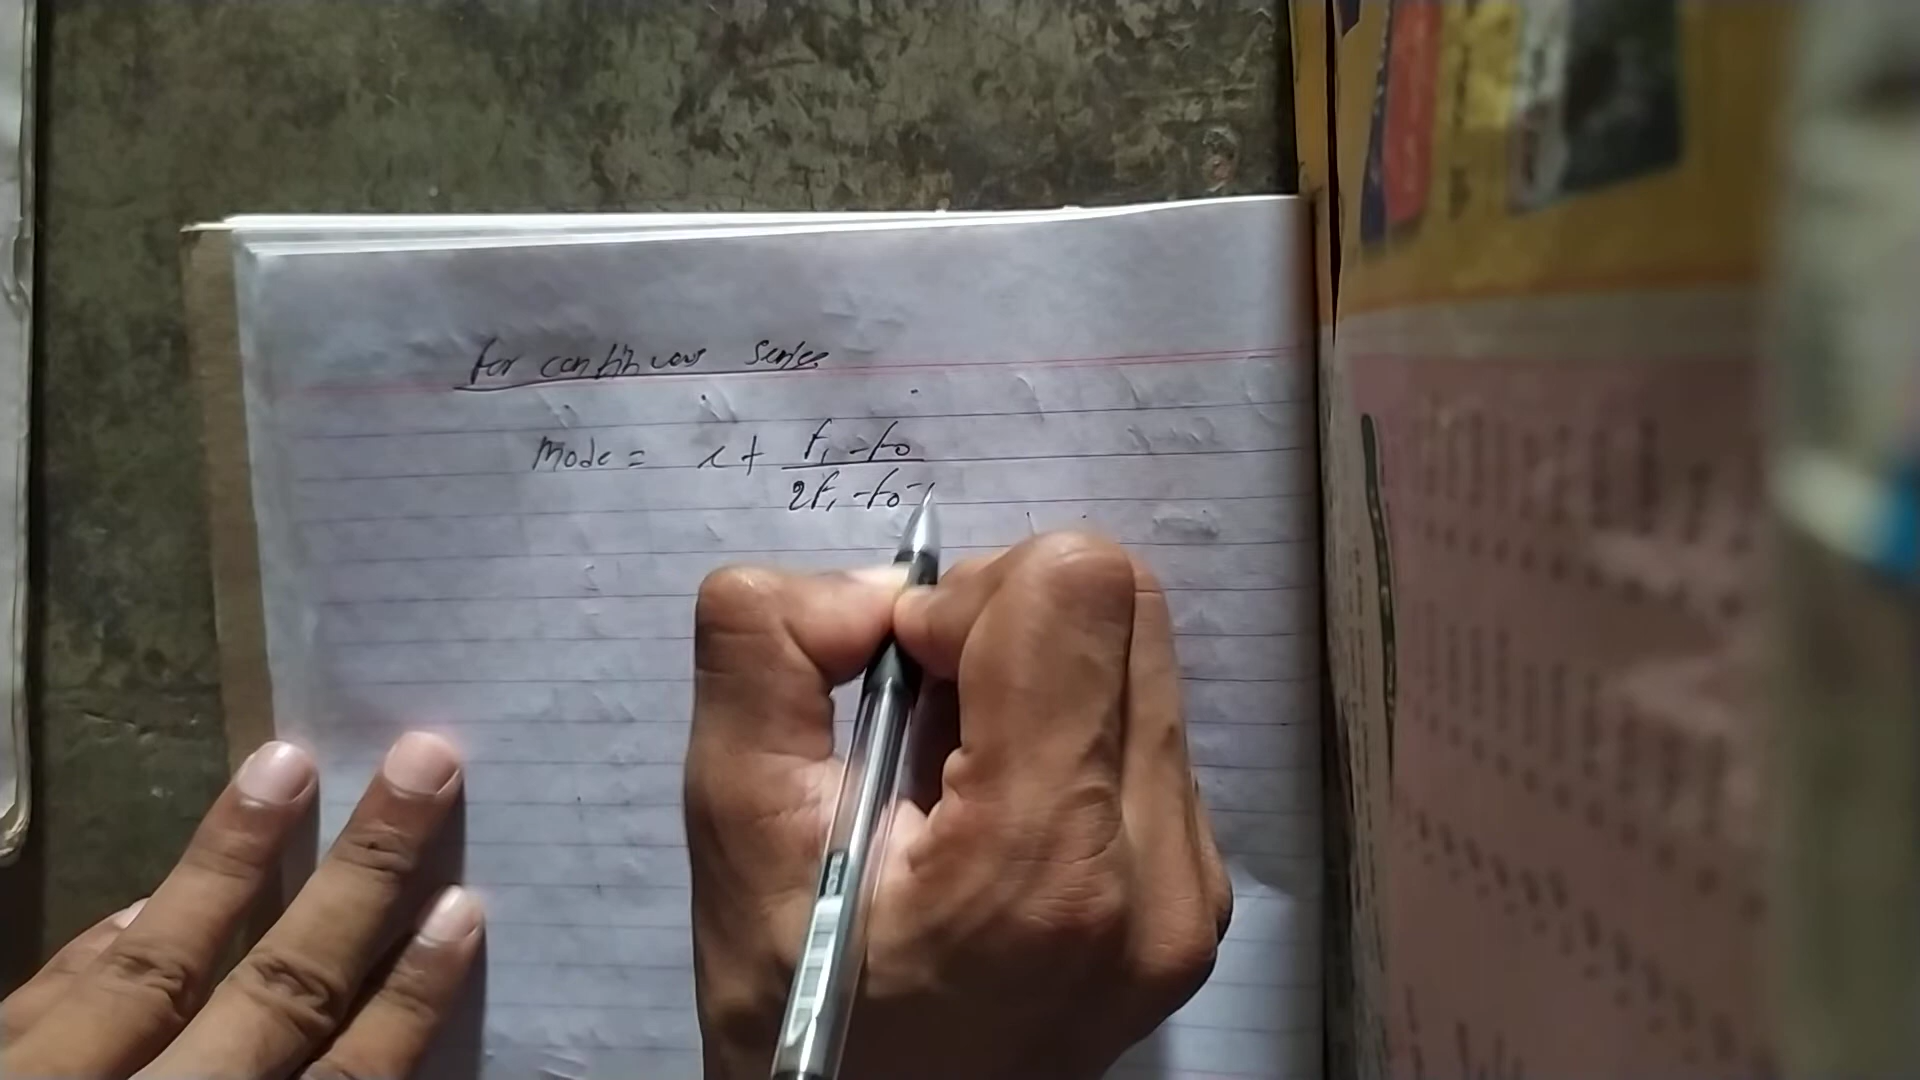 for continuous series
Mode = l + f₁ - f₀
2f₁ - f₀ -